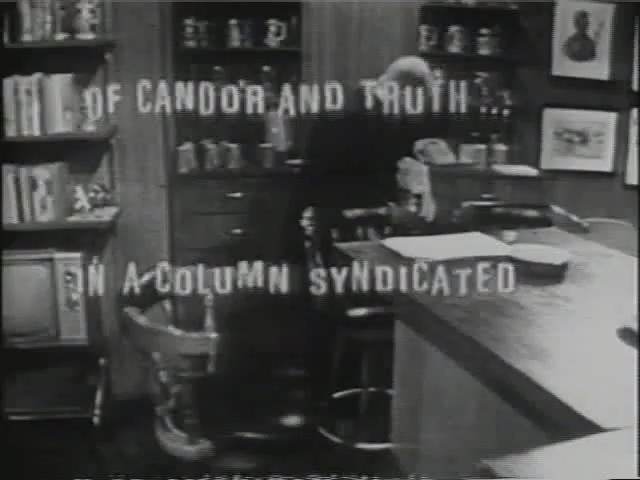 OF CANDOR AND TRUTH...
IN A COLUMN SYNDICATED